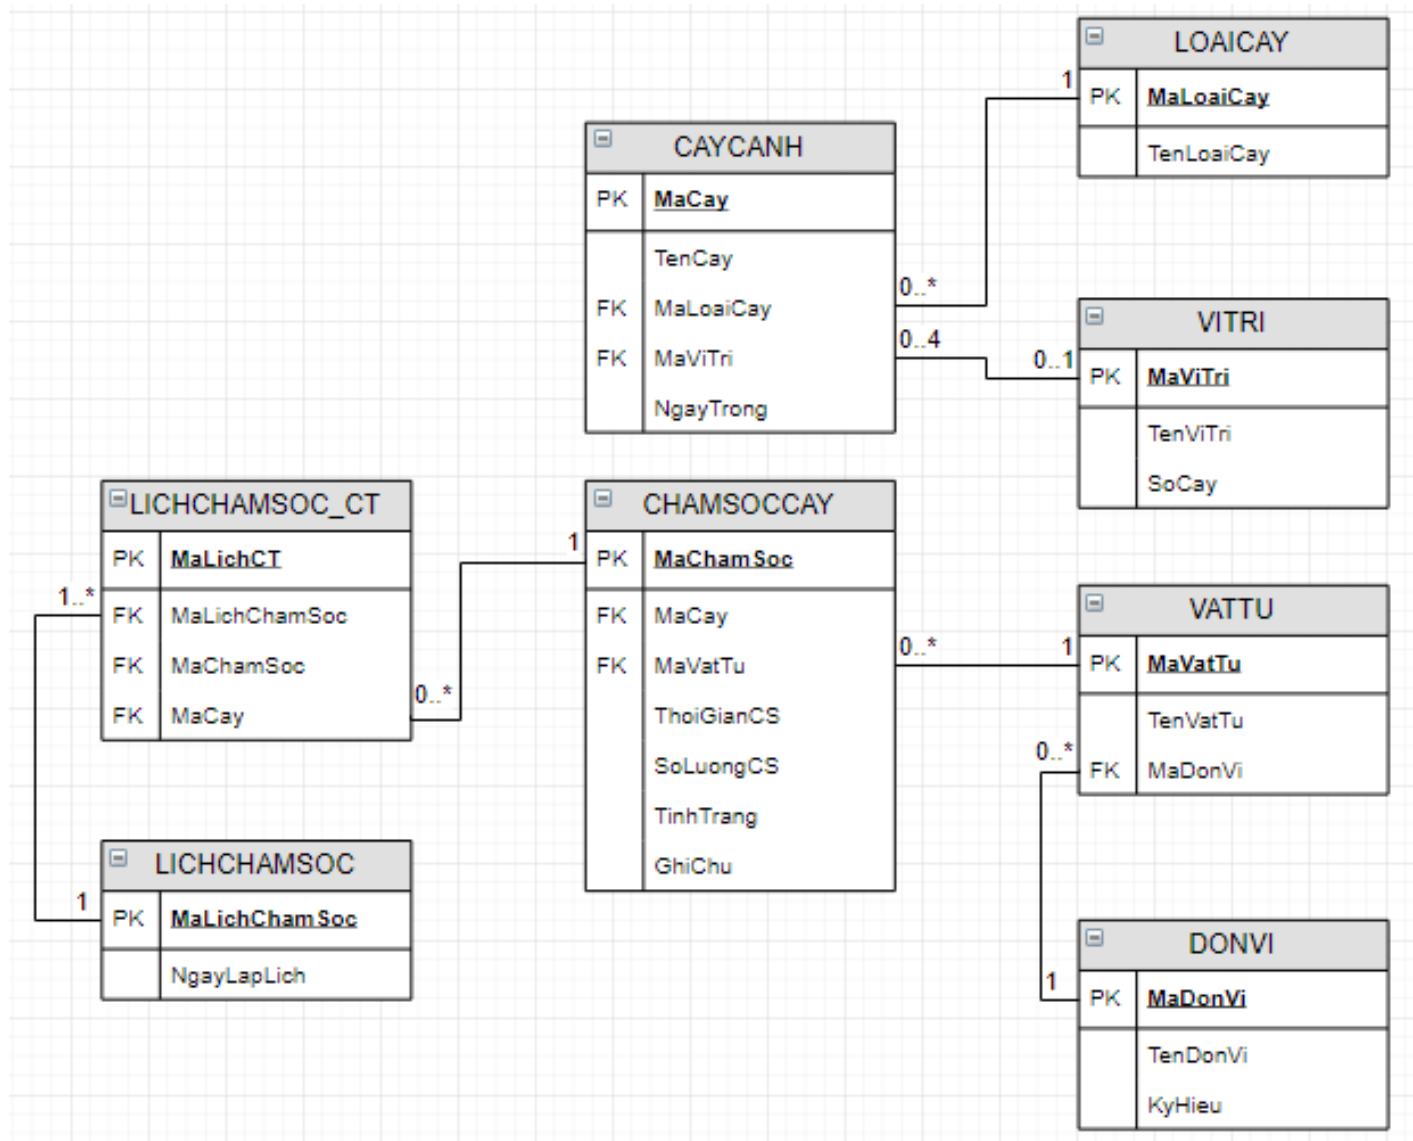 LOAICAY
1
PK MaLoaiCay
TenLoaiCay
CAYCANH
PK MaCay
TenCay
FK MaLoaiCay
FK MaViTri
NgayTrong
0..*
0..4
0..1
VITRI
PK MaViTri
TenViTri
SoCay
LICHCHAMSOC_CT
PK MaLichCT
1..*
FK MaLichChamSoc
FK MaChamSoc
FK MaCay
0..*
1
CHAMSOCCAY
PK MaChamSoc
FK MaCay
FK MaVatTu
ThoiGianCS
SoLuongCS
TinhTrang
GhiChu
0..*
1
VATTU
PK MaVatTu
TenVatTu
0..*
FK MaDonVi
LICHCHAMSOC
1
PK MaLichChamSoc
NgayLapLich
DONVI
1
PK MaDonVi
TenDonVi
KyHieu